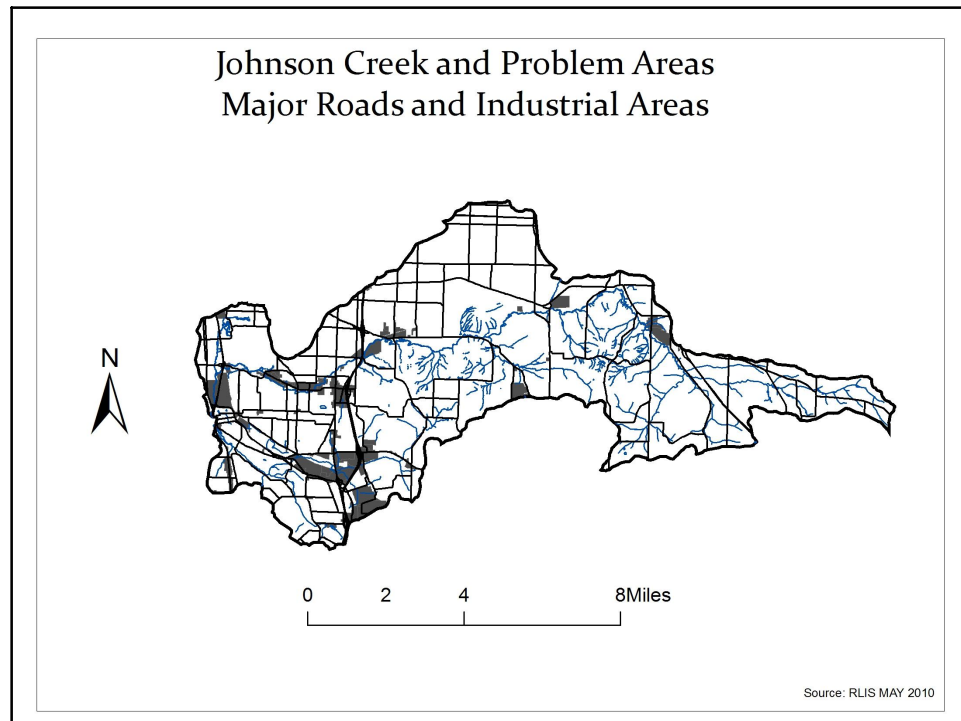 Johnson Creek and Problem Areas
Major Roads and Industrial Areas
N
0 2 4 8Miles
Source: RLIS MAY 2010